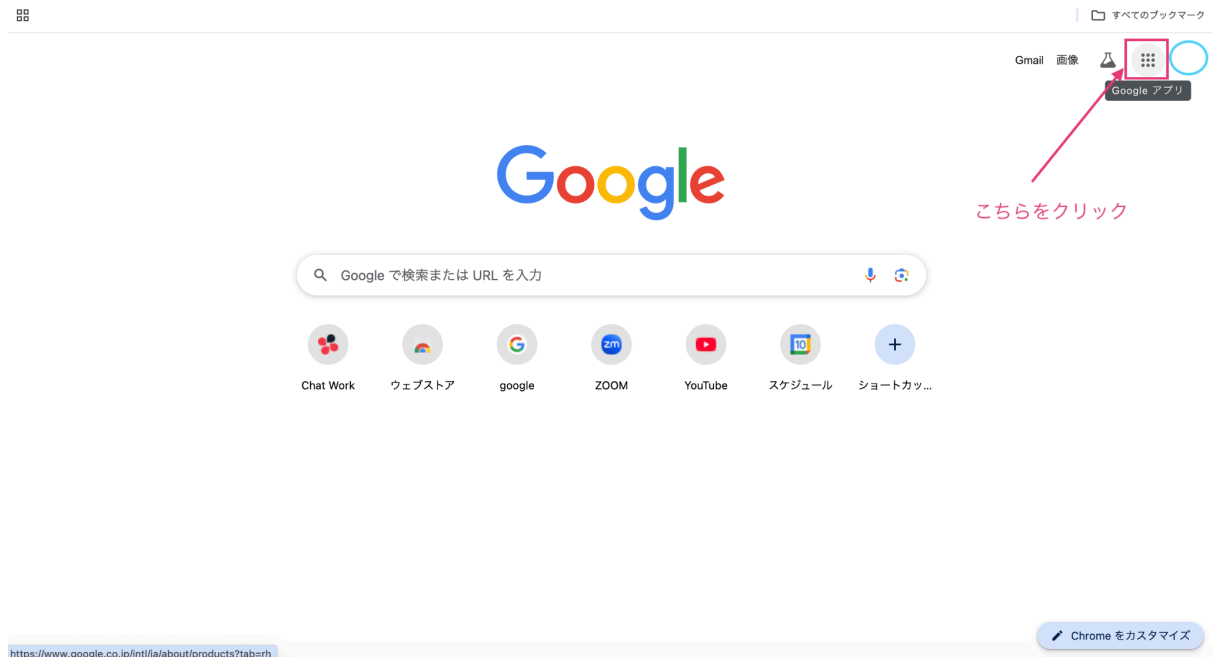 すべてのブックマーク
Gmail 画像
Google アプリ
Google
こちらをクリック
Google で検索または URL を入力
zm
10
Chat Work ウェブストア google ZOOM YouTube スケジュール ショートカッ...
Chrome をカスタマイズ
https://www.google.co.jp/intl/ja/about/products?tab=rh